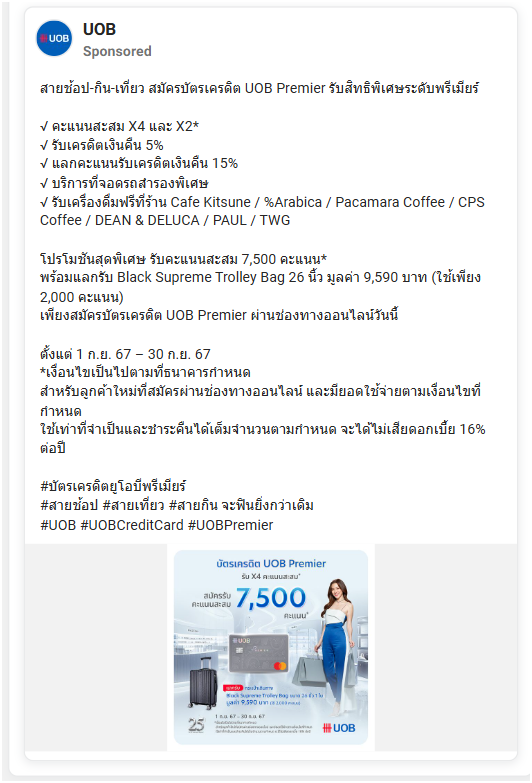 UOB
UOB
Sponsored
สายช้อป-กิน-เที่ยว สมัครบัตรเครดิต UOB Premier รับสิทธิพิเศษระดับพรีเมียร์
√ คะแนนสะสม X4 และ X2*
√ รับเครดิตเงินคืน 5%
√ แลกคะแนนรับเครดิตเงินคืน 15%
√ บริการที่จอดรถสำรองพิเศษ
√ รับเครื่องดื่มฟรีที่ร้าน Cafe Kitsune / %Arabica / Pacamara Coffee / CPS
Coffee / DEAN & DELUCA / PAUL / TWG
โปรโมชันสุดพิเศษ รับคะแนนสะสม 7,500 คะแนน*
พร้อมแลกรับ Black Supreme Trolley Bag 26 นิ้ว มูลค่า 9,590 บาท (ใช้เพียง
2,000 คะแนน)
เพียงสมัครบัตรเครดิต UOB Premier ผ่านช่องทางออนไลน์วันนี้
ตั้งแต่ 1 ก.ย. 67 – 30 ก.ย. 67
*เงื่อนไขเป็นไปตามที่ธนาคารกำหนด
สำหรับลูกค้าใหม่ที่สมัครผ่านช่องทางออนไลน์ และมียอดใช้จ่ายตามเงื่อนไขที่
กำหนด
ใช้เท่าที่จำเป็นและชำระคืนได้เต็มจำนวนตามกำหนด จะได้ไม่เสียดอกเบี้ย 16%
ต่อปี
#บัตรเครดิตยูโอบีพรีเมียร์
#สายช้อป #สายเที่ยว #สายกิน จะฟินยิ่งกว่าเดิม
#UOB #UOBCreditCard #UOBPremier
บัตรเครดิต UOB Premier
รับ X4 คะแนนสะสม*
สมัครรับ
คะแนนสะสม 7,500
คะแนน*
UOB
Black Supreme Trolley Bag ขนาด 26 นิ้ว 1 ใบ
มูลค่า 9,590 บาท
1 ก.ย. 67 – 30 ก.ย. 67
25
UOB